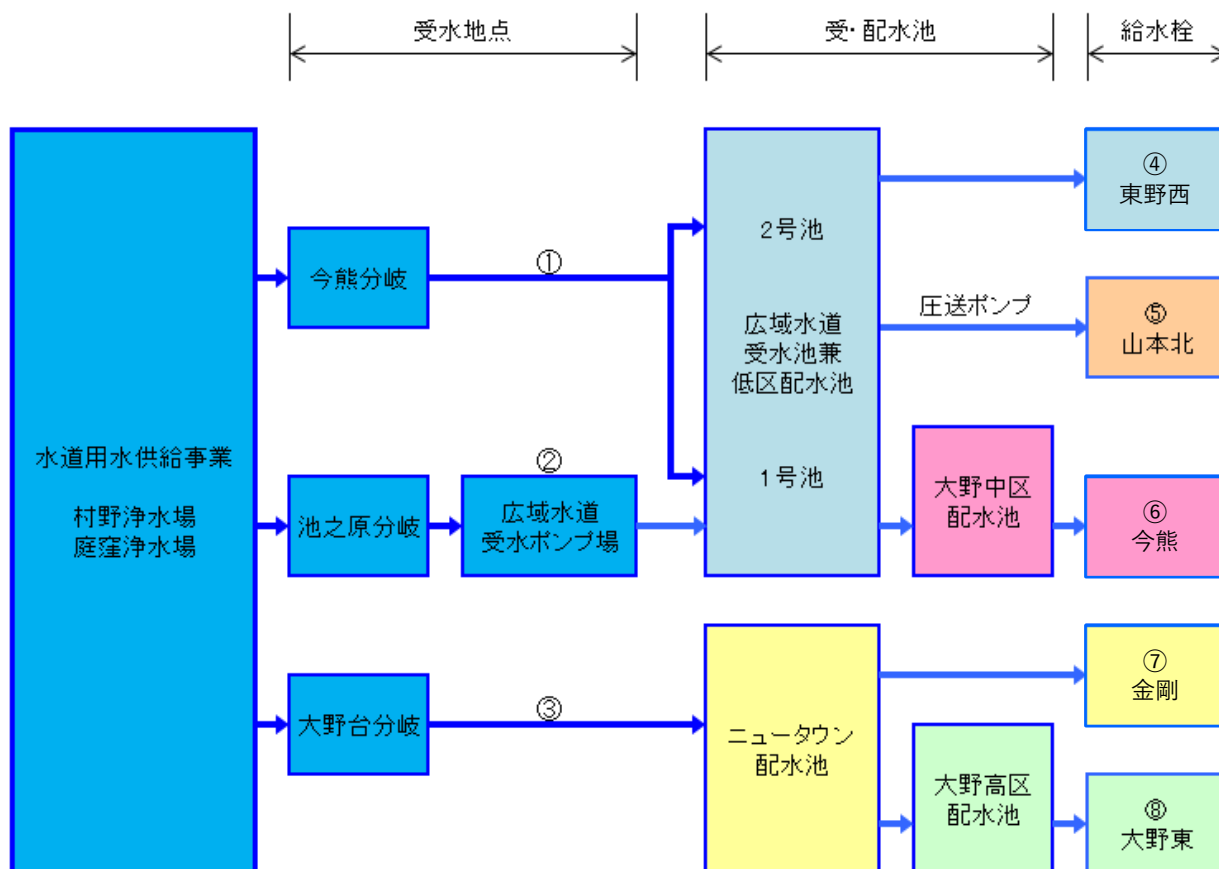 受水地点
受・配水池
給水栓
水道用水供給事業
村野浄水場
庭窪浄水場
今熊分岐
①
池之原分岐
②
広域水道
受水ポンプ場
大野台分岐
③
2号池
広域水道
受水池兼
低区配水池
1号池
圧送ポンプ
大野中区
配水池
ニュータウン
配水池
大野高区
配水池
④
東野西
⑤
山本北
⑥
今熊
⑦
金剛
⑧
大野東